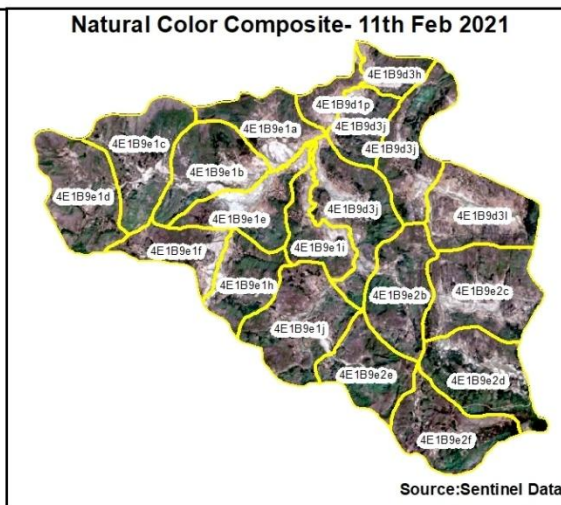 Natural Color Composite- 11th Feb 2021
4E1B9d3h
4E1B9d1p
4E1B9e1a
4E1B9d3j
4E1B9e1c
4E1B9d3j
4E1B9e1b
4E1B9e1d
4E1B9d3j
4E1B9d3l
4E1B9e1e
4E1B9e1f
4E1B9e1i
4E1B9e1h
4E1B9e2b
4E1B9e2c
4E1B9e1j
4E1B9e2e
4E1B9e2d
4E1B9e2f
Source:Sentinel Data